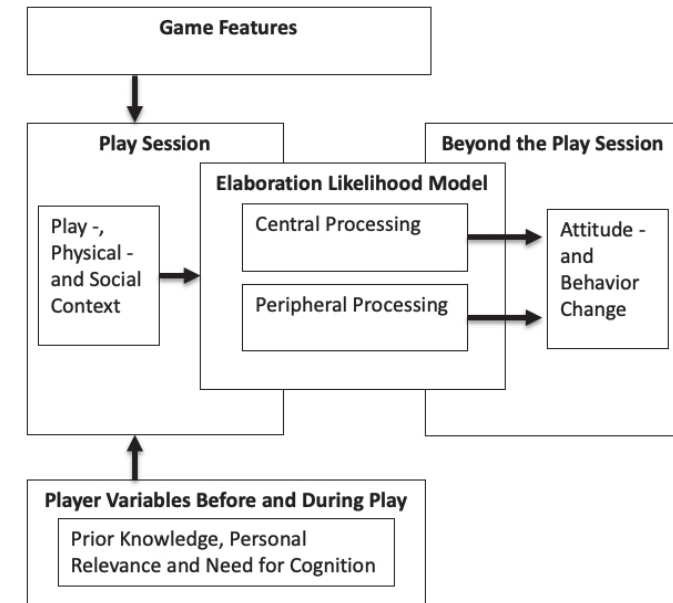 Game Features
Play Session
Beyond the Play Session
Elaboration Likelihood Model
Play -,
Physical -
and Social
Context
Central Processing
Peripheral Processing
Attitude -
and
Behavior
Change
Player Variables Before and During Play
Prior Knowledge, Personal
Relevance and Need for Cognition